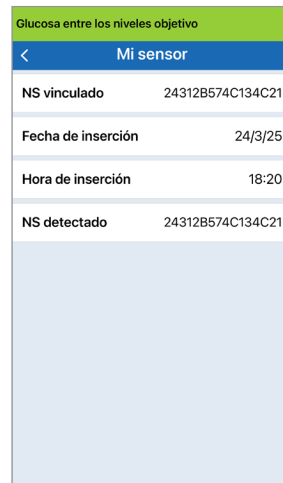 Glucosa entre los niveles objetivo
Mi sensor
NS vinculado 24312B574C134C21
Fecha de inserción 24/3/25
Hora de inserción 18:20
NS detectado 24312B574C134C21